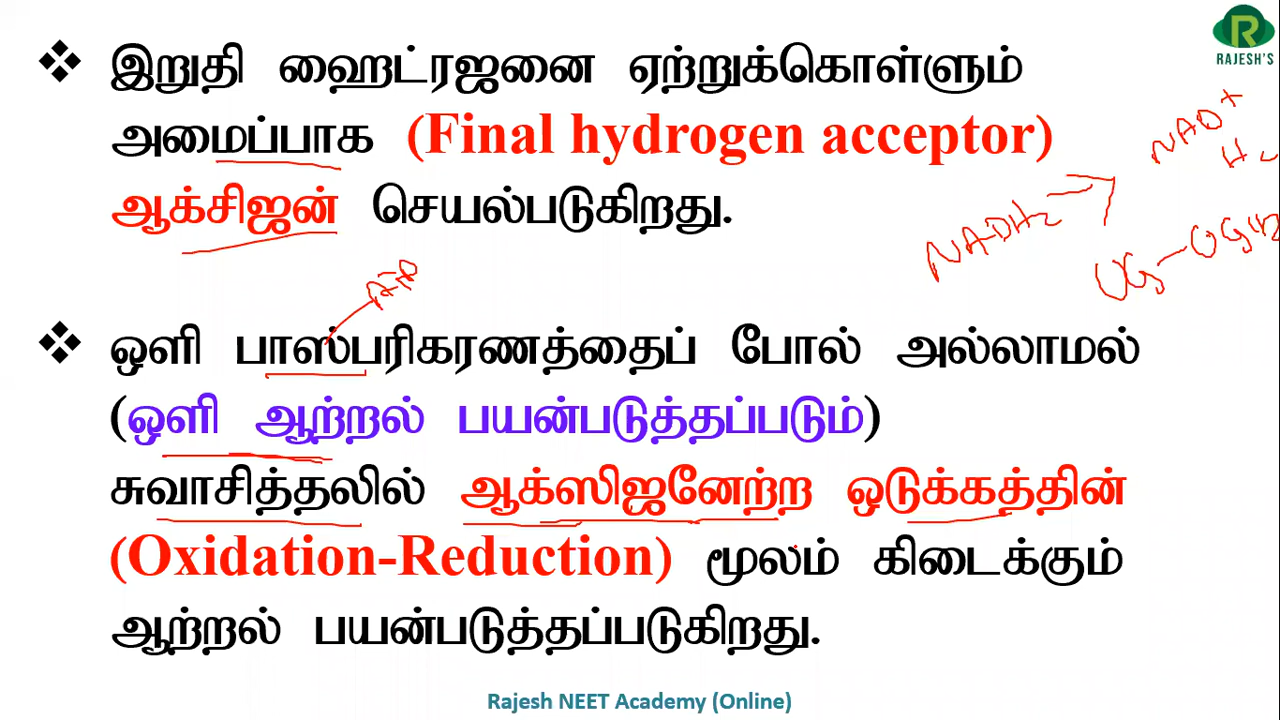 R
RAJESH'S
❖ இறுதி ஹைட்ரஜனை ஏற்றுக்கொள்ளும்
அமைப்பாக (Final hydrogen acceptor)
ஆக்சிஜன் செயல்படுகிறது.
NAD+
H
NADH2
❖ ஒளி பாஸ்பரிகரணத்தைப் போல் அல்லாமல்
(ஒளி ஆற்றல் பயன்படுத்தப்படும்)
சுவாசித்தலில் ஆக்ஸிஜனேற்ற ஒடுக்கத்தின்
(Oxidation-Reduction) மூலம் கிடைக்கும்
ஆற்றல் பயன்படுத்தப்படுகிறது.
Rajesh NEET Academy (Online)